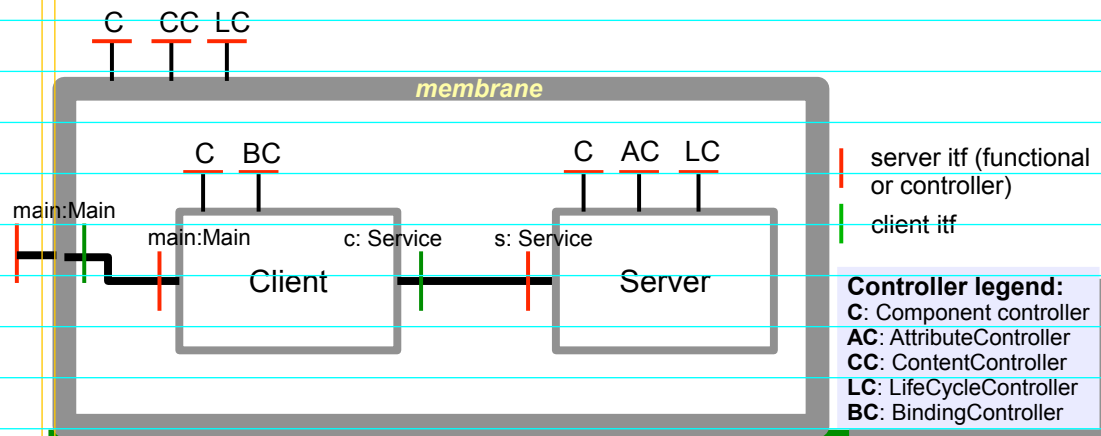 C CC LC
membrane
C BC
C AC LC
server itf (functional
or controller)
main:Main
client itf
main:Main
c: Service
s: Service
Client
Server
Controller legend:
C: Component controller
AC: AttributeController
CC: ContentController
LC: LifeCycleController
BC: BindingController